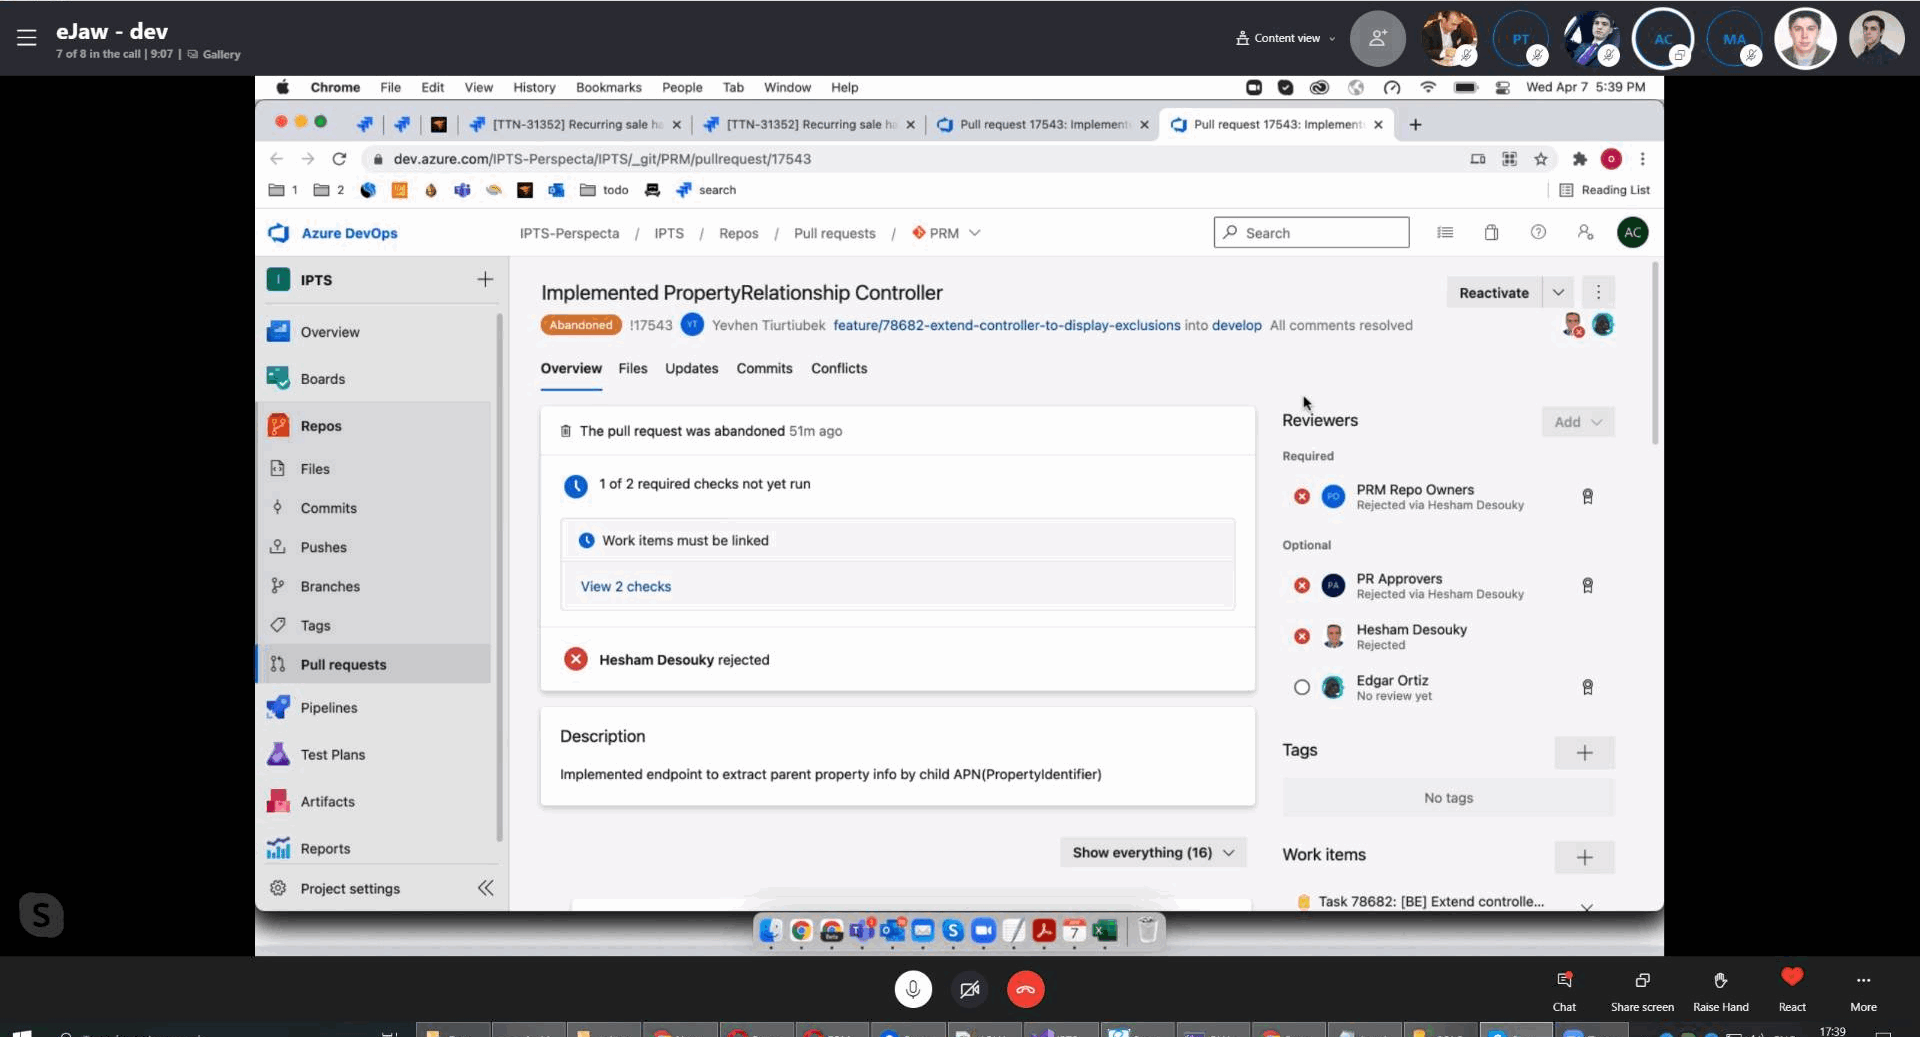 eJaw - dev
7 of 8 in the call | 9:07 | Gallery
Content view
PT
AC
MA
Chrome File Edit View History Bookmarks People Tab Window Help
Wed Apr 7 5:39 PM
[TTN-31352] Recurring sale ha
[TTN-31352] Recurring sale ha
Pull request 17543: Implement
Pull request 17543: Implement
dev.azure.com/IPTS-Perspecta/IPTS/_git/PRM/pullrequest/17543
1
2
todo
search
Reading List
Azure DevOps
IPTS-Perspecta / IPTS / Repos / Pull requests / PRM
Search
AC
I
IPTS
Overview
Boards
Repos
Files
Commits
Pushes
Branches
Tags
Pull requests
Pipelines
Test Plans
Artifacts
Reports
Project settings
Implemented PropertyRelationship Controller
Reactivate
Abandoned !17543 YT Yevhen Tiurtiubek feature/78682-extend-controller-to-display-exclusions into develop All comments resolved
Overview Files Updates Commits Conflicts
The pull request was abandoned 51m ago
1 of 2 required checks not yet run
Work items must be linked
View 2 checks
Hesham Desouky rejected
Description
Implemented endpoint to extract parent property info by child APN(PropertyIdentifier)
Show everything (16)
Reviewers
Add
Required
PO
PRM Repo Owners
Rejected via Hesham Desouky
Optional
PA
PR Approvers
Rejected via Hesham Desouky
Hesham Desouky
Rejected
Edgar Ortiz
No review yet
Tags
No tags
Work items
Task 78682: [BE] Extend controlle...
S
7
Chat
Share screen
Raise Hand
React
More
17:39